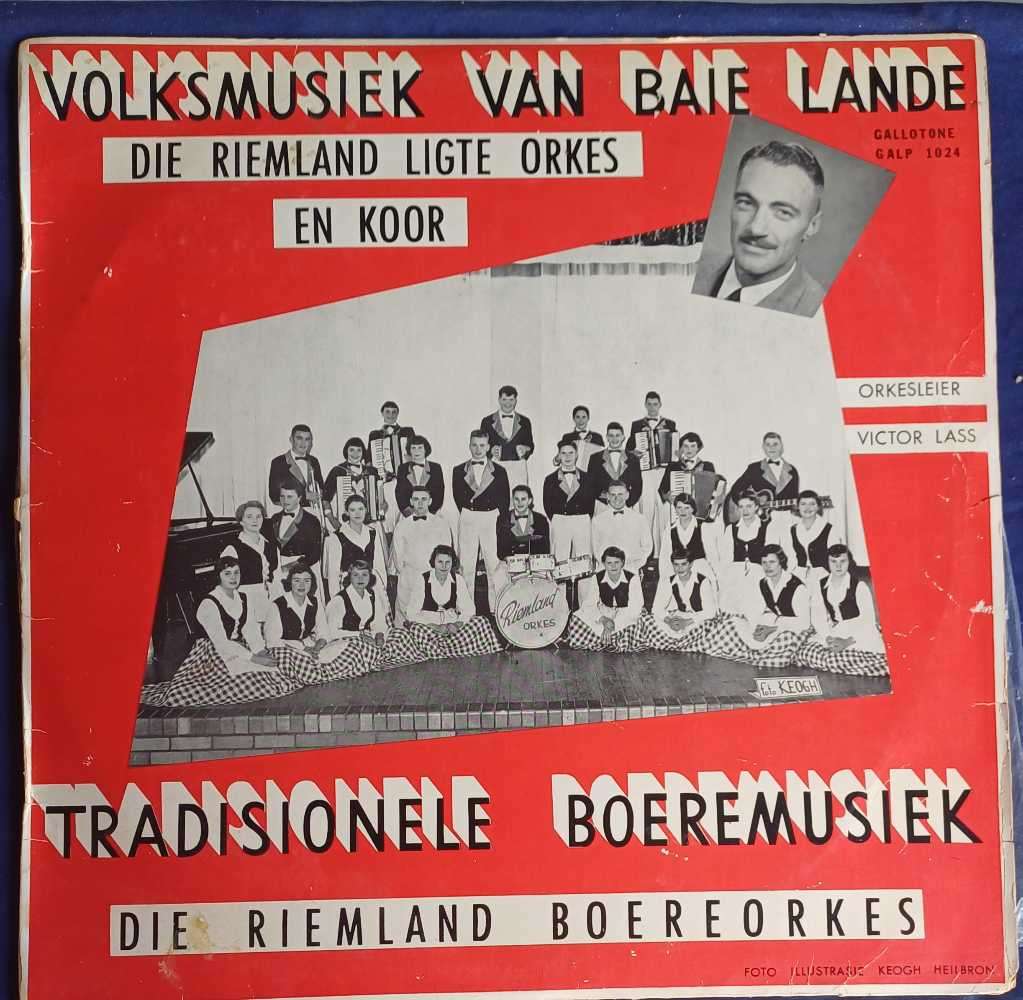 VOLKSMUSIEK VAN BAIE LANDE
GALLOTONE
GALP 1024
DIE RIEMLAND LIGTE ORKES
EN KOOR
ORKESLEIER
VICTOR LASS
Riemland
ORKES
foto KEOGH
TRADISIONELE BOEREMUSIEK
DIE RIEMLAND BOEREORKES
FOTO ILLUSTRASIE KEOGH HEILBRON